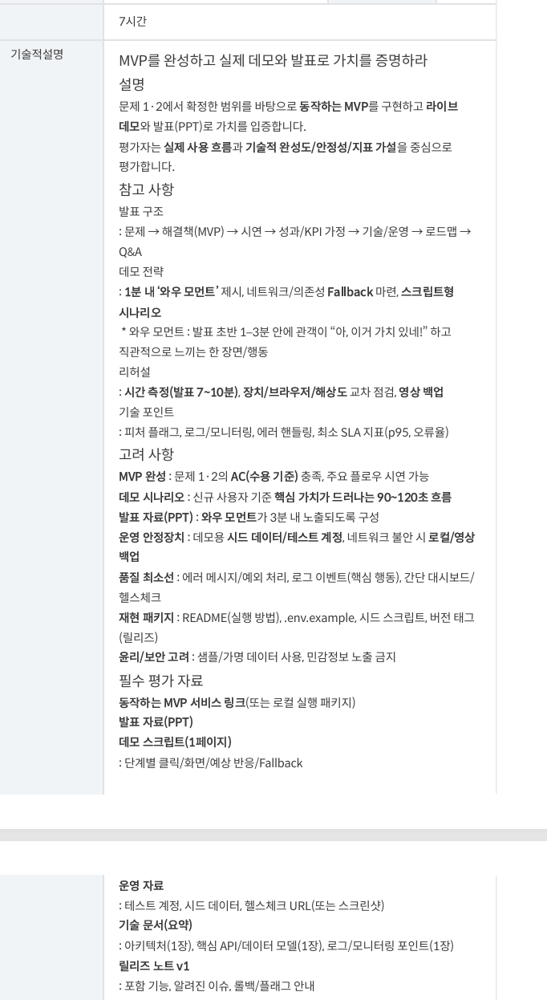 7시간
기술적설명
MVP를 완성하고 실제 데모와 발표로 가치를 증명하라
설명
문제 1·2에서 확정한 범위를 바탕으로 동작하는 MVP를 구현하고 라이브
데모와 발표(PPT)로 가치를 입증합니다.
평가자는 실제 사용 흐름과 기술적 완성도/안정성/지표 가설을 중심으로
평가합니다.
참고 사항
발표 구조
: 문제 → 해결책(MVP) → 시연 → 성과/KPI 가정 → 기술/운영 → 로드맵 →
Q&A
데모 전략
: 1분 내 ‘와우 모먼트’ 제시, 네트워크/의존성 Fallback 마련, 스크립트형
시나리오
* 와우 모먼트 : 발표 초반 1–3분 안에 관객이 “아, 이거 가치 있네!” 하고
직관적으로 느끼는 한 장면/행동
리허설
: 시간 측정(발표 7~10분), 장치/브라우저/해상도 교차 점검, 영상 백업
기술 포인트
: 피처 플래그, 로그/모니터링, 에러 핸들링, 최소 SLA 지표(p95, 오류율)
고려 사항
MVP 완성 : 문제 1·2의 AC(수용 기준) 충족, 주요 플로우 시연 가능
데모 시나리오 : 신규 사용자 기준 핵심 가치가 드러나는 90~120초 흐름
발표 자료(PPT) : 와우 모먼트가 3분 내 노출되도록 구성
운영 안정장치 : 데모용 시드 데이터/테스트 계정, 네트워크 불안 시 로컬/영상
백업
품질 최소선 : 에러 메시지/예외 처리, 로그 이벤트(핵심 행동), 간단 대시보드/
헬스체크
재현 패키지 : README(실행 방법), .env.example, 시드 스크립트, 버전 태그
(릴리즈)
윤리/보안 고려 : 샘플/가명 데이터 사용, 민감정보 노출 금지
필수 평가 자료
동작하는 MVP 서비스 링크(또는 로컬 실행 패키지)
발표 자료(PPT)
데모 스크립트(1페이지)
: 단계별 클릭/화면/예상 반응/Fallback
운영 자료
: 테스트 계정, 시드 데이터, 헬스체크 URL(또는 스크린샷)
기술 문서(요약)
: 아키텍처(1장), 핵심 API/데이터 모델(1장), 로그/모니터링 포인트(1장)
릴리즈 노트 v1
: 포함 기능, 알려진 이슈, 롤백/플래그 안내